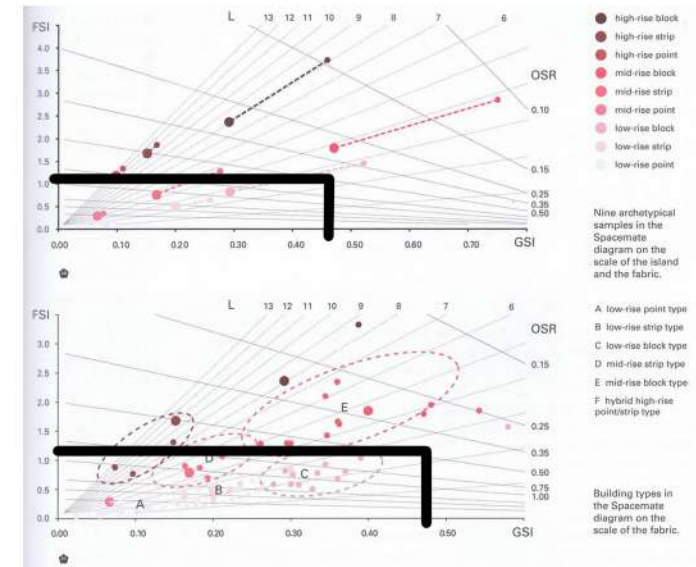 FSI
L
13 12 11 10 9 8 7 6
high-rise block
high-rise strip
high-rise point
mid-rise block
mid-rise strip
mid-rise point
low-rise block
low-rise strip
low-rise point
4.0
3.5
3.0
2.5
2.0
1.5
1.0
0.5
0.0
OSR
0.10
0.15
0.25
0.35
0.50
0.00 0.10 0.20 0.30 0.40 0.50 0.60 0.70
GSI
Nine archetypical
samples in the
Spacemate
diagram on the
scale of the island
and the fabric.
FSI
L
13 12 11 10 9 8 7 6
OSR
3.0
2.5
2.0
1.5
1.0
0.5
0.0
0.15
0.25
0.35
0.50
0.75
1.00
E
D
C
B
A
0.00 0.10 0.20 0.30 0.40 0.50
GSI
A low-rise point type
B low-rise strip type
C low-rise block type
D mid-rise strip type
E mid-rise block type
F hybrid high-rise
point/strip type
Building types in
the Spacemate
diagram on the
scale of the fabric.